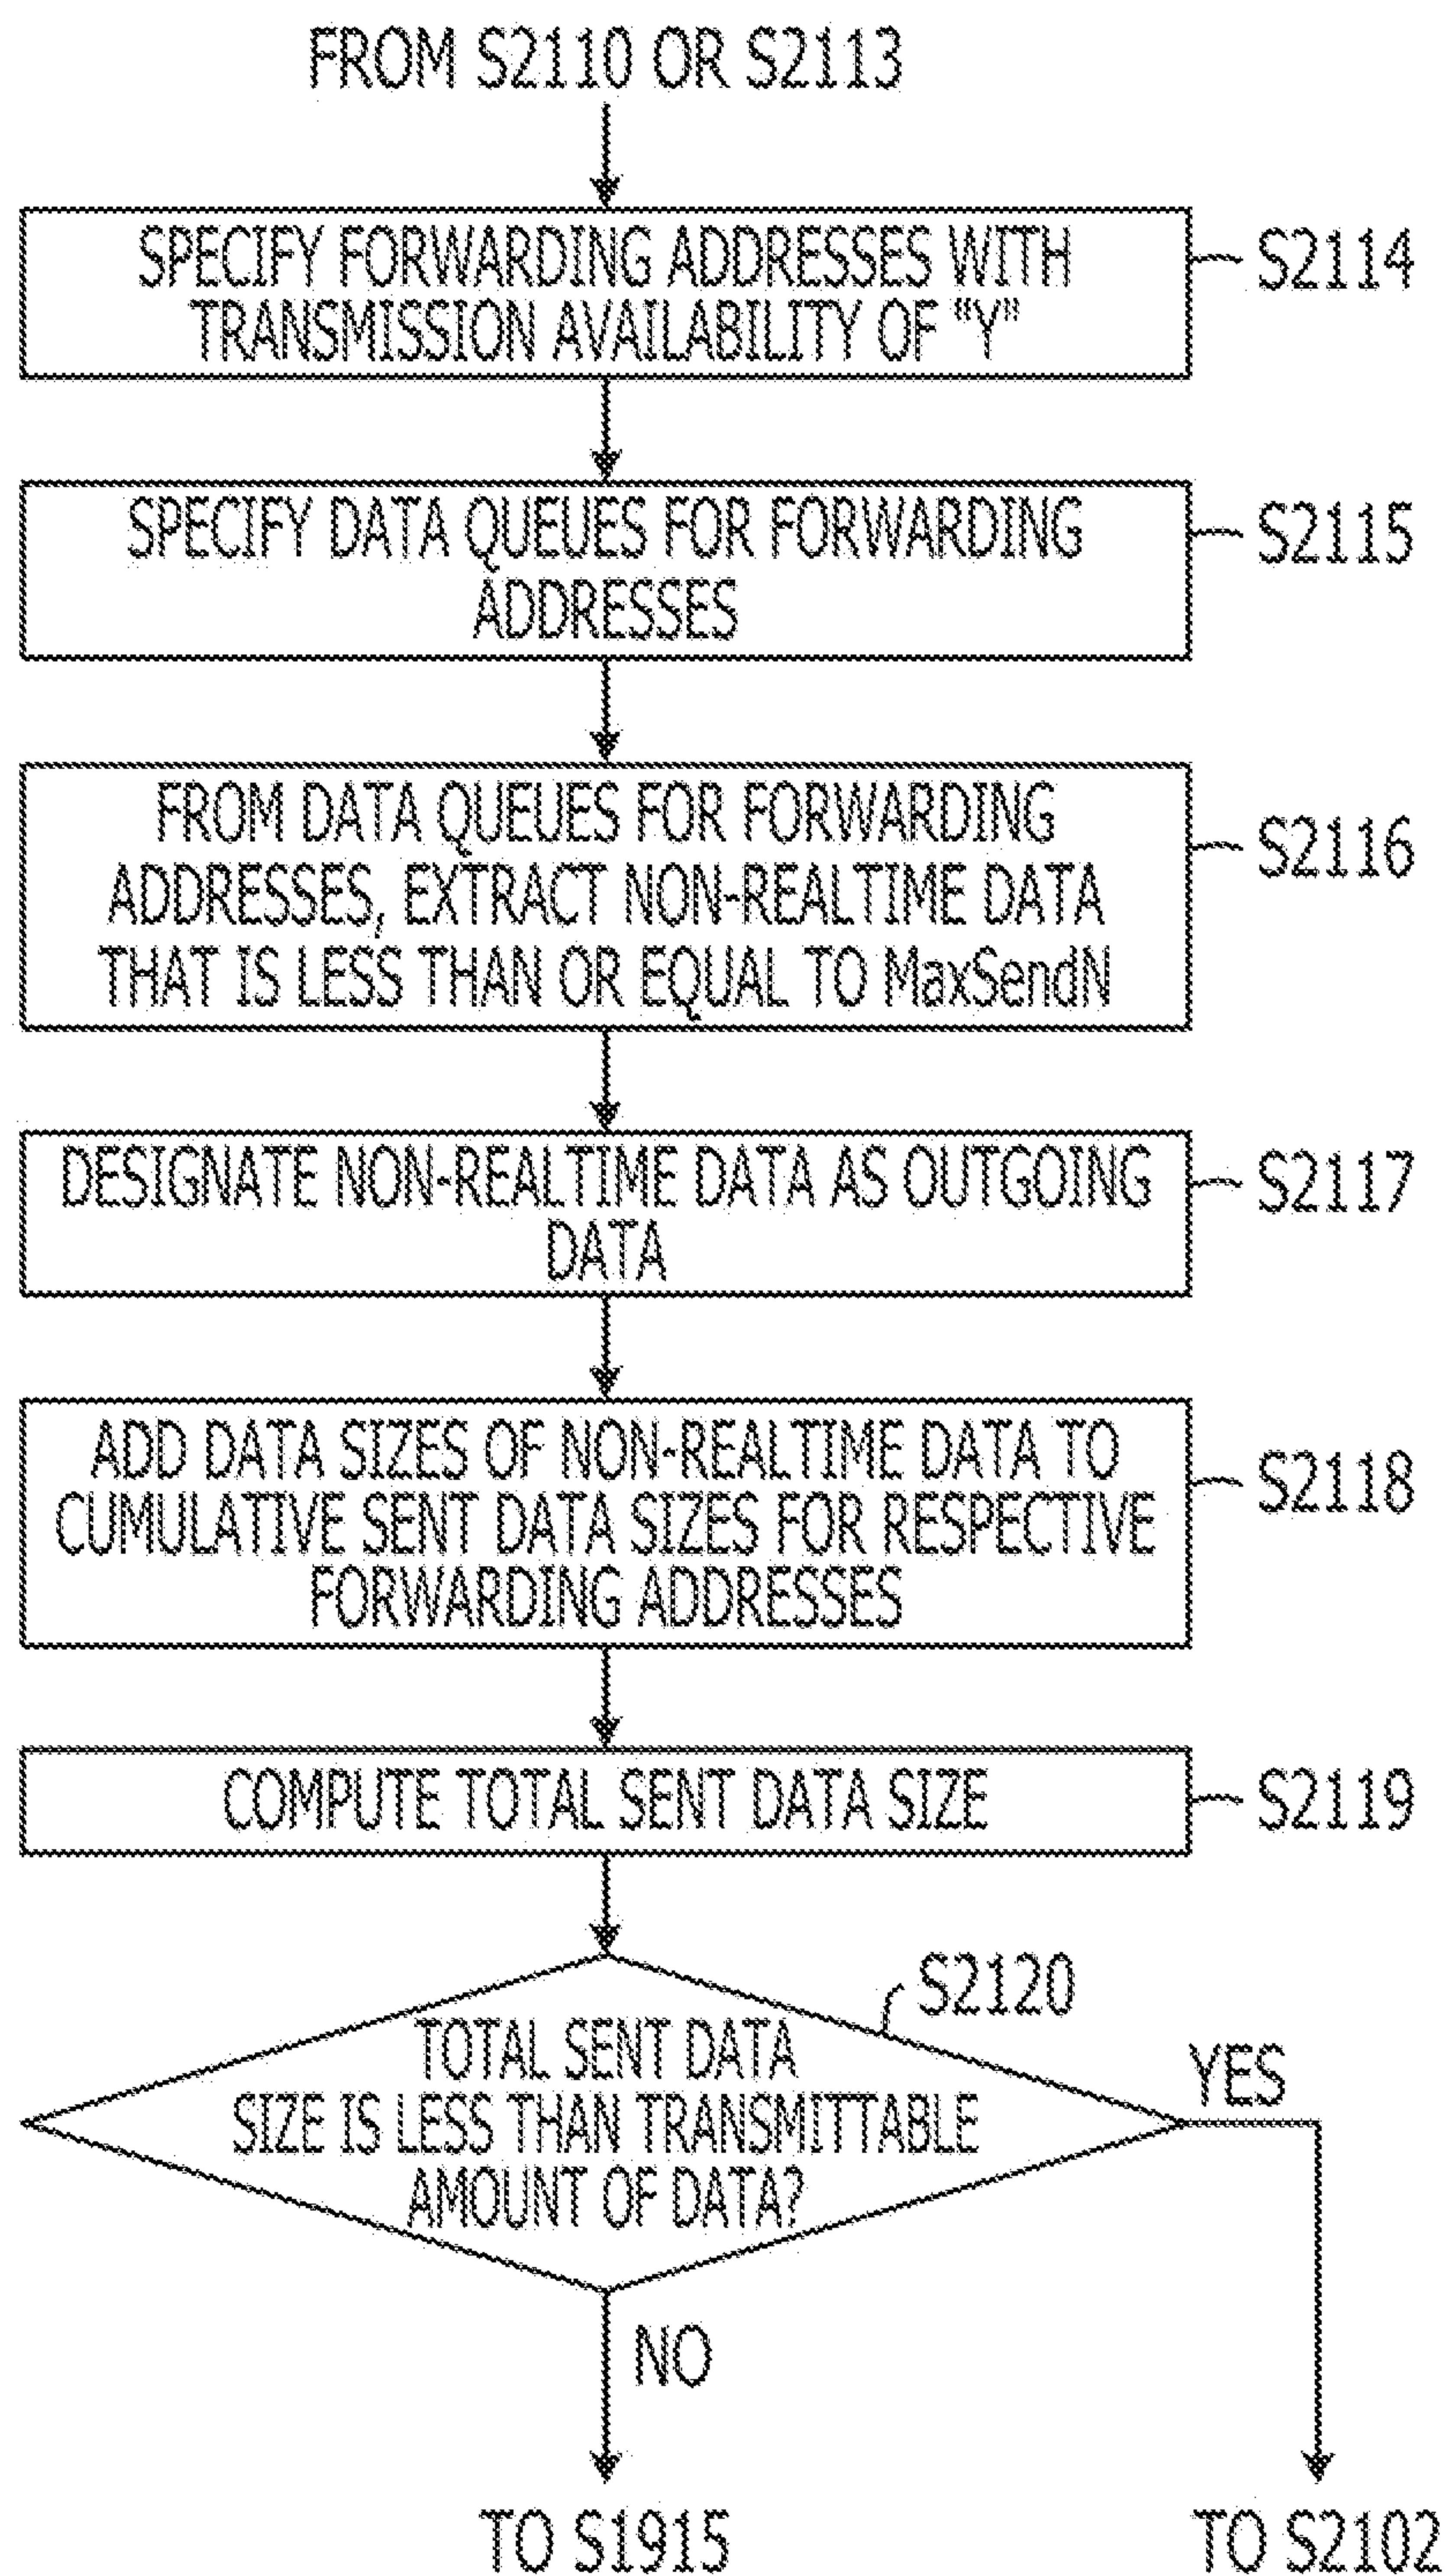 FROM S2110 OR S2113
SPECIFY FORWARDING ADDRESSES WITH
TRANSMISSION AVAILABILITY OF "Y"
S2114
SPECIFY DATA QUEUES FOR FORWARDING
ADDRESSES
S2115
FROM DATA QUEUES FOR FORWARDING
ADDRESSES, EXTRACT NON-REALTIME DATA
THAT IS LESS THAN OR EQUAL TO MaxSendN
S2116
DESIGNATE NON-REALTIME DATA AS OUTGOING
DATA
S2117
ADD DATA SIZES OF NON-REALTIME DATA TO
CUMULATIVE SENT DATA SIZES FOR RESPECTIVE
FORWARDING ADDRESSES
S2118
COMPUTE TOTAL SENT DATA SIZE
S2119
S2120
TOTAL SENT DATA
SIZE IS LESS THAN TRANSMITTABLE
AMOUNT OF DATA?
YES
NO
TO S1915
TO S2102